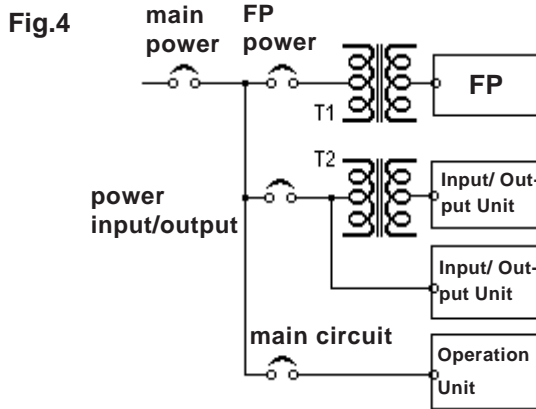 Fig.4
main
power
FP
power
T1
FP
T2
power
input/output
Input/ Out-
put Unit
Input/ Out-
put Unit
main circuit
Operation
Unit